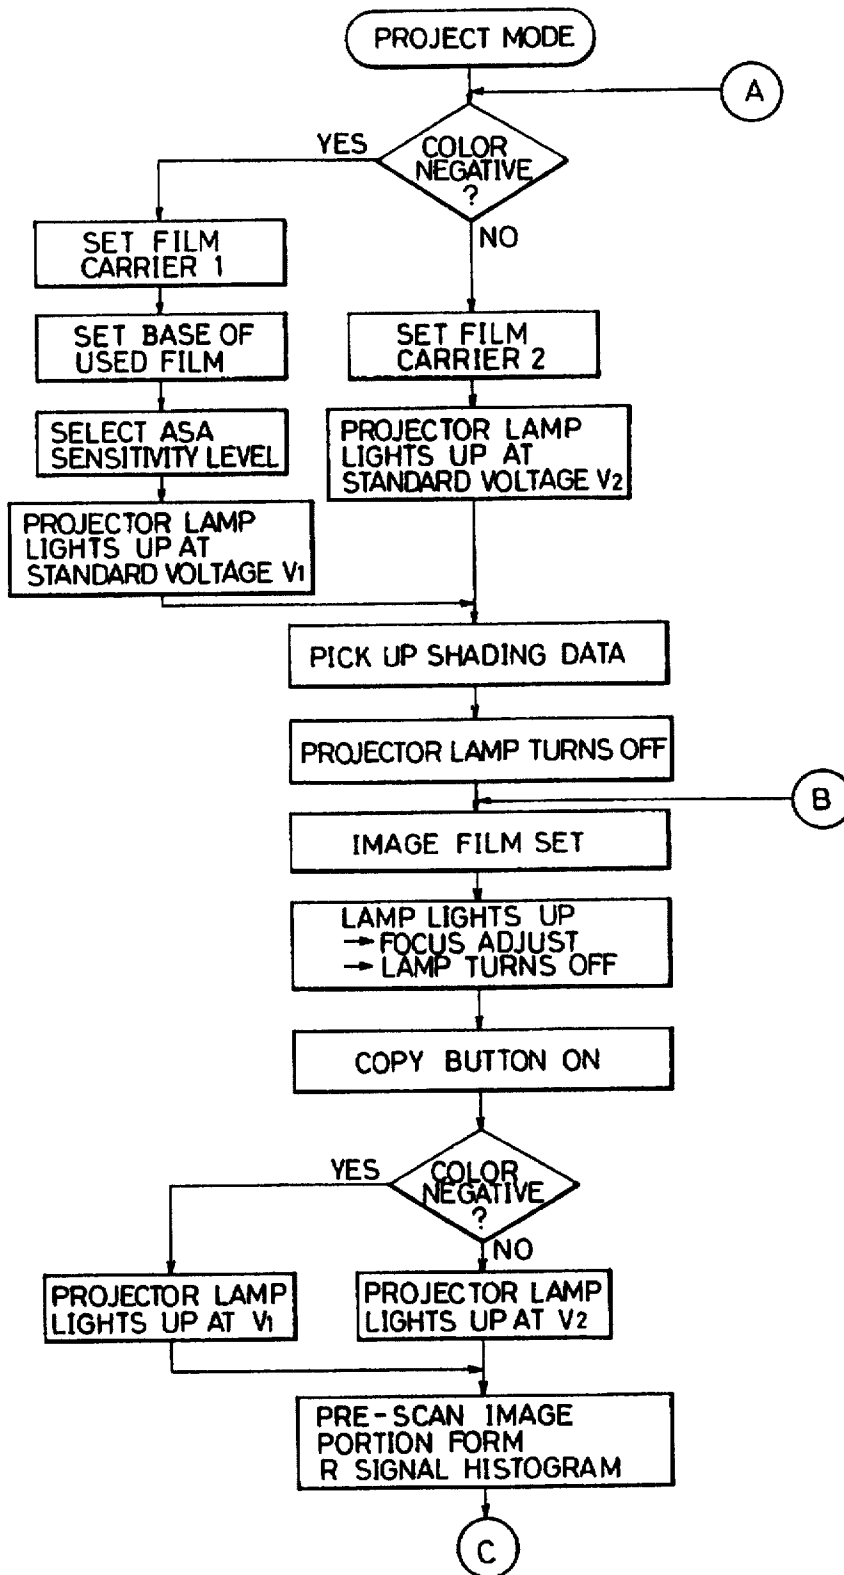 PROJECT MODE
A
COLOR
NEGATIVE
?
YES
NO
SET FILM
CARRIER 1
SET BASE OF
USED FILM
SELECT ASA
SENSITIVITY LEVEL
PROJECTOR LAMP
LIGHTS UP AT
STANDARD VOLTAGE V1
SET FILM
CARRIER 2
PROJECTOR LAMP
LIGHTS UP AT
STANDARD VOLTAGE V2
PICK UP SHADING DATA
PROJECTOR LAMP TURNS OFF
B
IMAGE FILM SET
LAMP LIGHTS UP
→ FOCUS ADJUST
→ LAMP TURNS OFF
COPY BUTTON ON
COLOR
NEGATIVE
?
YES
NO
PROJECTOR LAMP
LIGHTS UP AT V1
PROJECTOR LAMP
LIGHTS UP AT V2
PRE-SCAN IMAGE
PORTION FORM
R SIGNAL HISTOGRAM
C